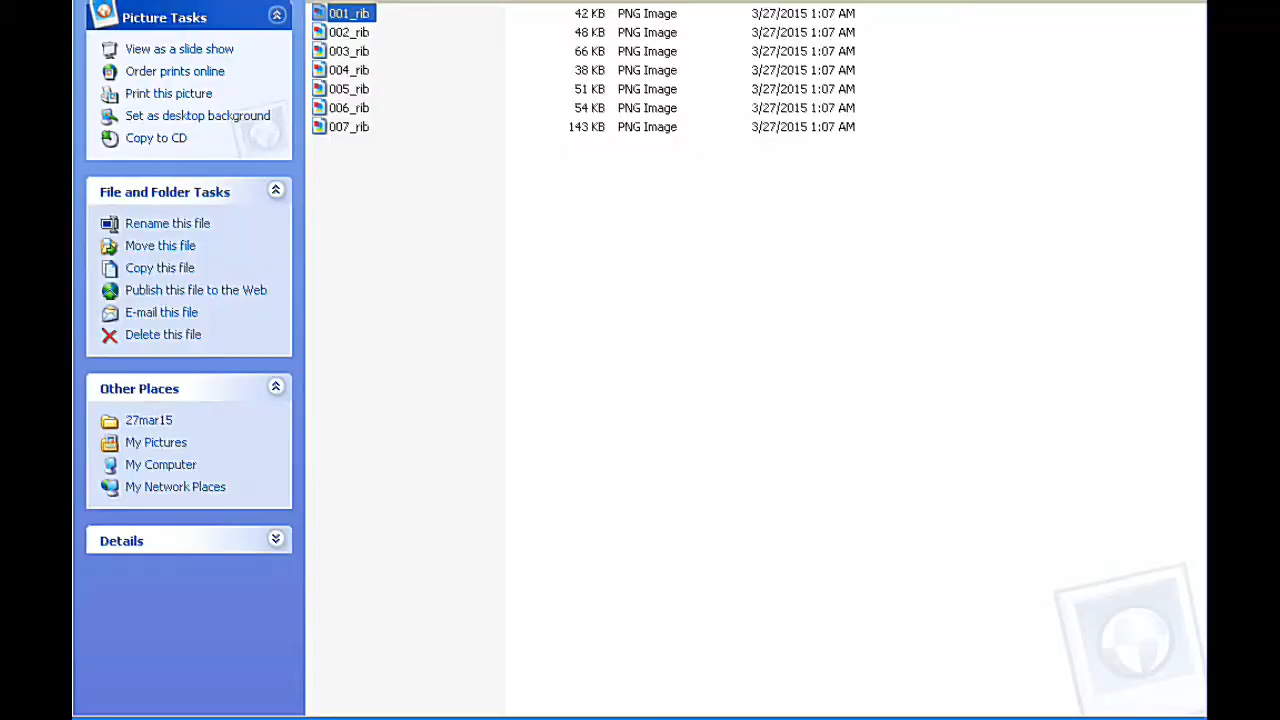 Picture Tasks
View as a slide show
Order prints online
Print this picture
Set as desktop background
Copy to CD
File and Folder Tasks
Rename this file
Move this file
Copy this file
Publish this file to the Web
E-mail this file
Delete this file
Other Places
27mar15
My Pictures
My Computer
My Network Places
Details
001_rib 42 KB PNG Image 3/27/2015 1:07 AM
002_rib 48 KB PNG Image 3/27/2015 1:07 AM
003_rib 66 KB PNG Image 3/27/2015 1:07 AM
004_rib 38 KB PNG Image 3/27/2015 1:07 AM
005_rib 51 KB PNG Image 3/27/2015 1:07 AM
006_rib 54 KB PNG Image 3/27/2015 1:07 AM
007_rib 143 KB PNG Image 3/27/2015 1:07 AM